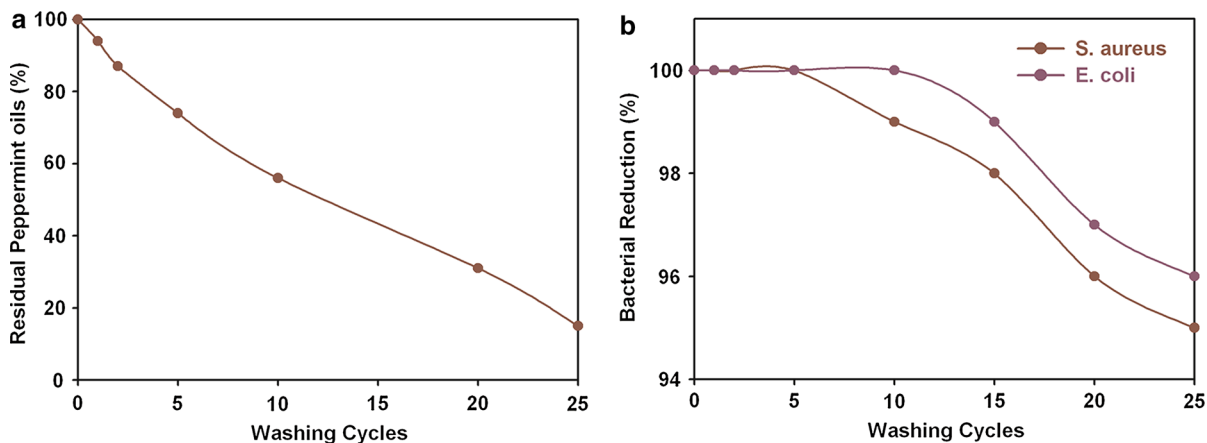 a
Residual Peppermint oils (%)
100
80
60
40
20
0
0 5 10 15 20 25
Washing Cycles
b
Bacterial Reduction (%)
S. aureus
E. coli
100
98
96
94
0 5 10 15 20 25
Washing Cycles